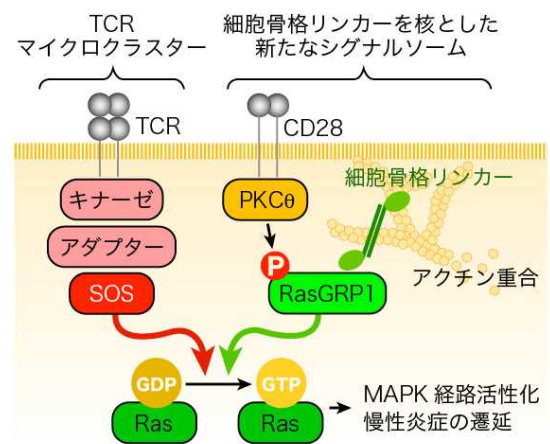 TCR
マイクロクラスター
細胞骨格リンカーを核とした
新たなシグナルソーム
TCR
CD28
キナーゼ
アダプター
SOS
PKCθ
P
RasGRP1
細胞骨格リンカー
アクチン重合
GDP
Ras
GTP
Ras
MAPK 経路活性化
慢性炎症の遷延